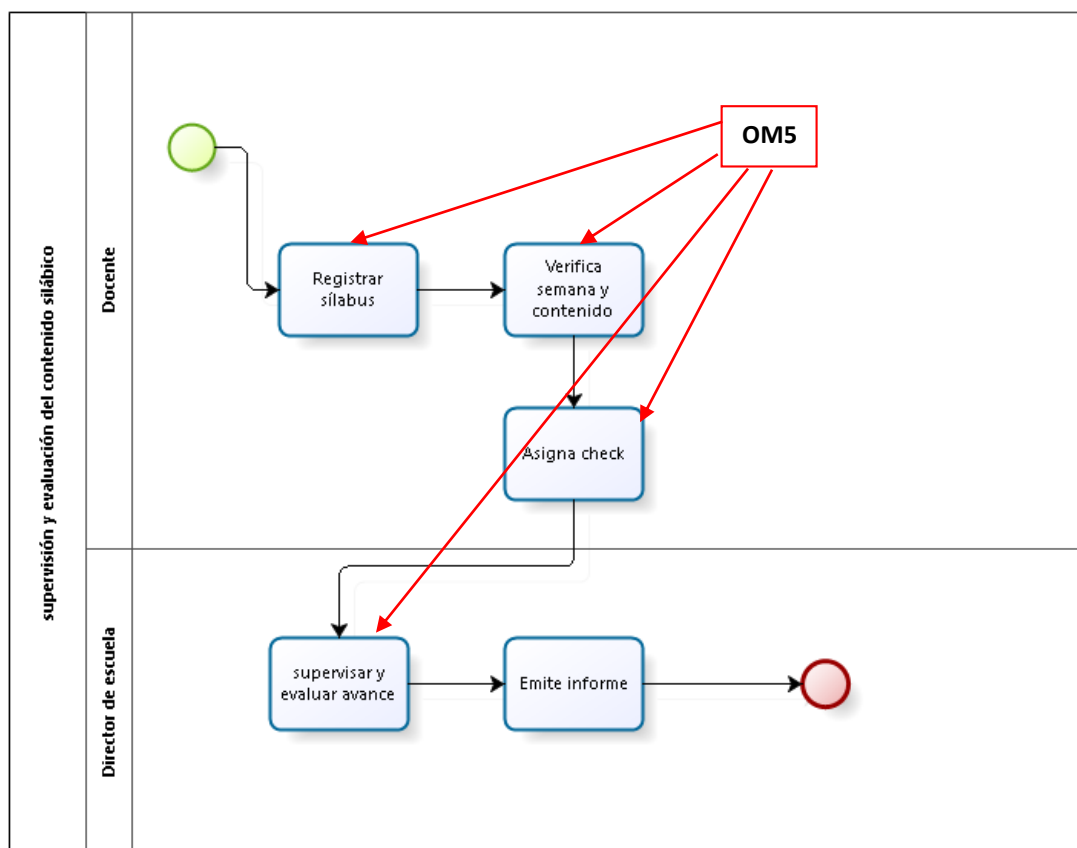 supervisión y evaluación del contenido silábico
Docente
OM5
Registrar
sílabus
Verifica
semana y
contenido
Asigna check
Director de escuela
supervisar y
evaluar avance
Emite informe